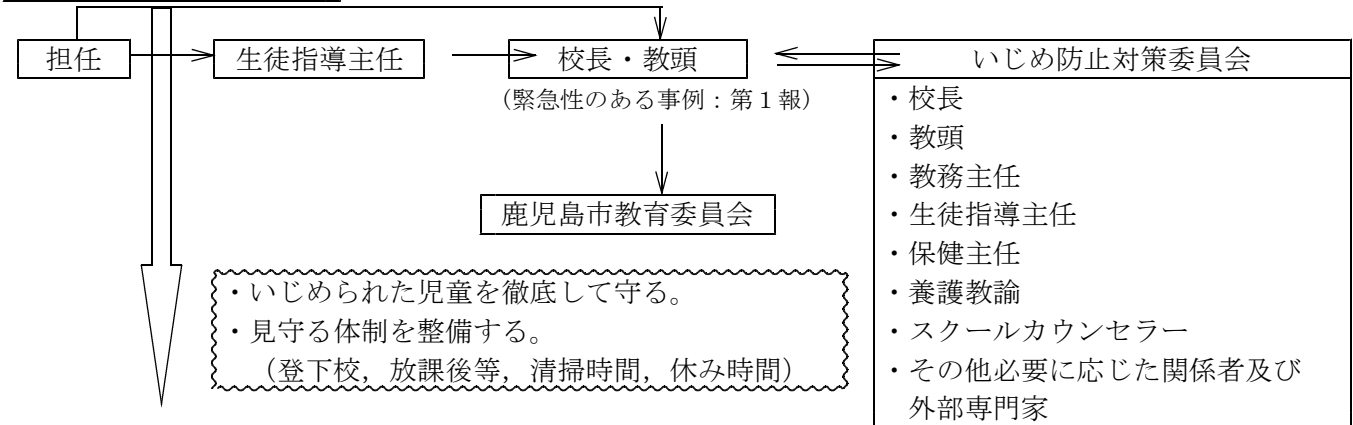 担任
生徒指導主任
校長・教頭
(緊急性のある事例：第１報)
鹿児島市教育委員会
・いじめられた児童を徹底して守る。
・見守る体制を整備する。
（登下校，放課後等，清掃時間，休み時間）
いじめ防止対策委員会
・校長
・教頭
・教務主任
・生徒指導主任
・保健主任
・養護教諭
・スクールカウンセラー
・その他必要に応じた関係者及び
外部専門家